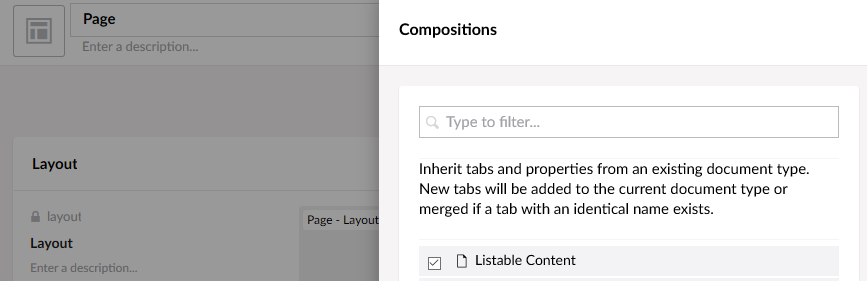 Page
Enter a description...
Layout
layout
Layout
Enter a description...
Page - Layout
Compositions
Type to filter...
Inherit tabs and properties from an existing document type.
New tabs will be added to the current document type or
merged if a tab with an identical name exists.
Listable Content